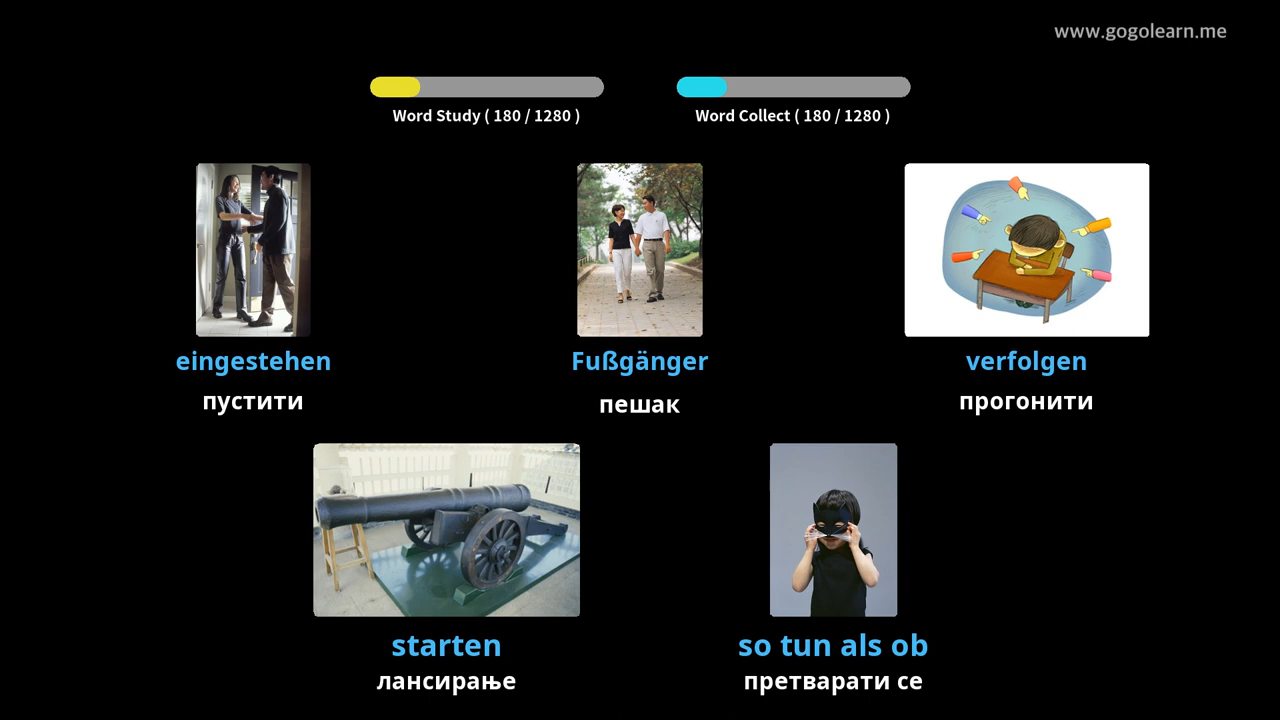 www.gogolearn.me
Word Study ( 180 / 1280 )
Word Collect ( 180 / 1280 )
eingestehen
пустити
Fußgänger
пешак
verfolgen
прогонити
starten
лансирање
so tun als ob
претварати се